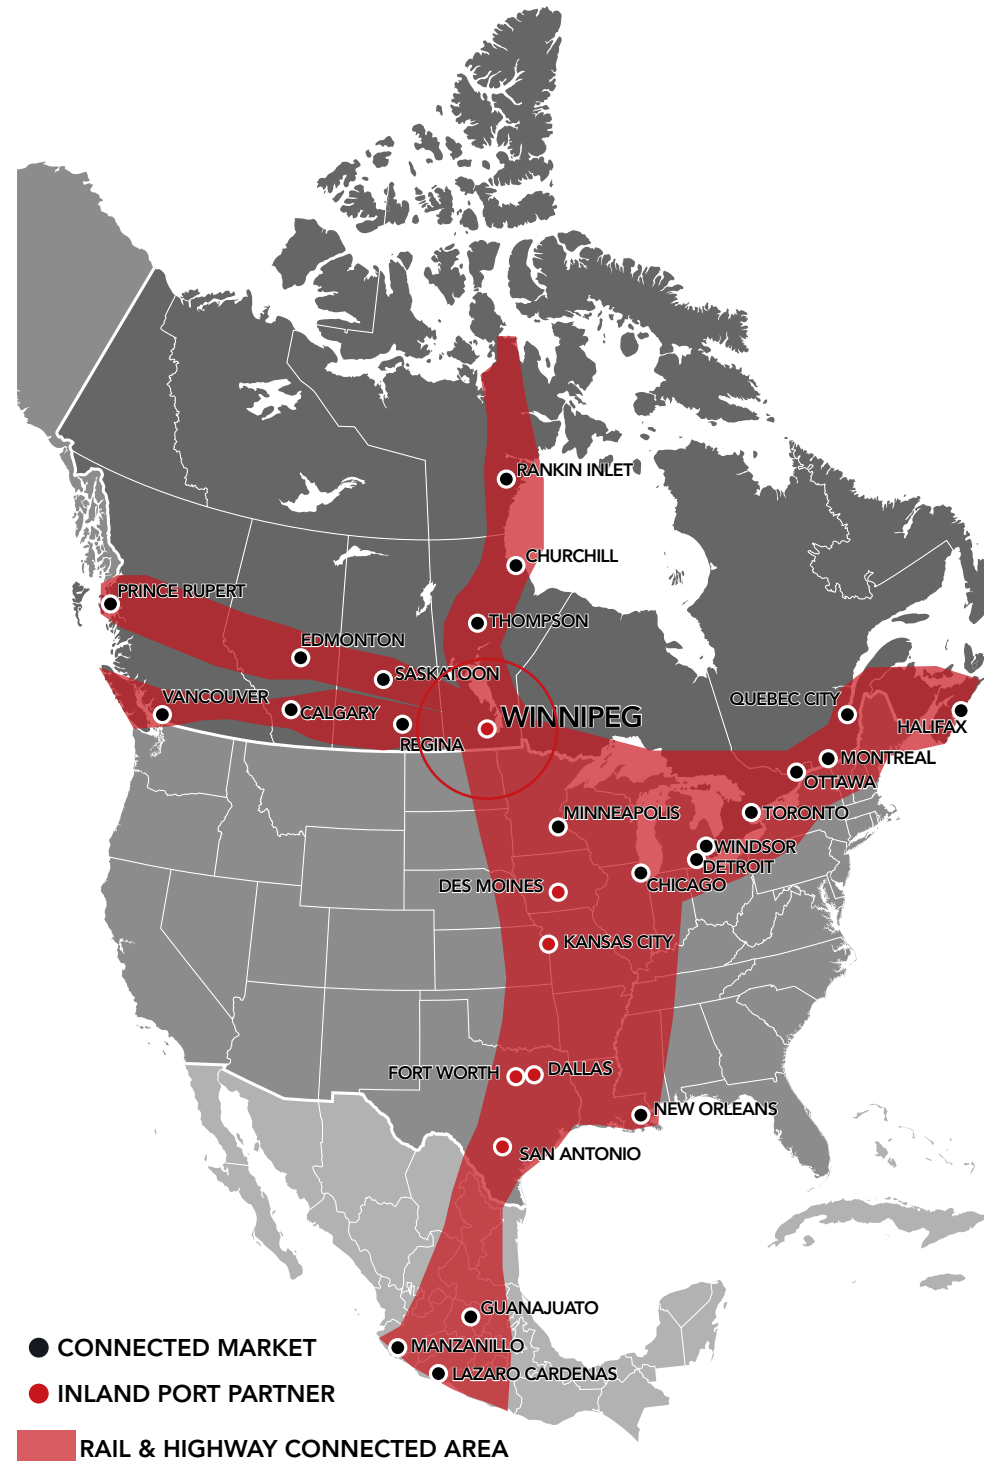 RANKIN INLET
CHURCHILL
PRINCE RUPERT
THOMPSON
EDMONTON
SASKATOON
VANCOUVER
CALGARY
QUEBEC CITY
WINNIPEG
HALIFAX
REGINA
MONTREAL
OTTAWA
MINNEAPOLIS
TORONTO
WINDSOR
DETROIT
DES MOINES
CHICAGO
KANSAS CITY
FORT WORTH
DALLAS
NEW ORLEANS
SAN ANTONIO
GUANAJUATO
MANZANILLO
LAZARO CARDENAS
CONNECTED MARKET
INLAND PORT PARTNER
RAIL & HIGHWAY CONNECTED AREA